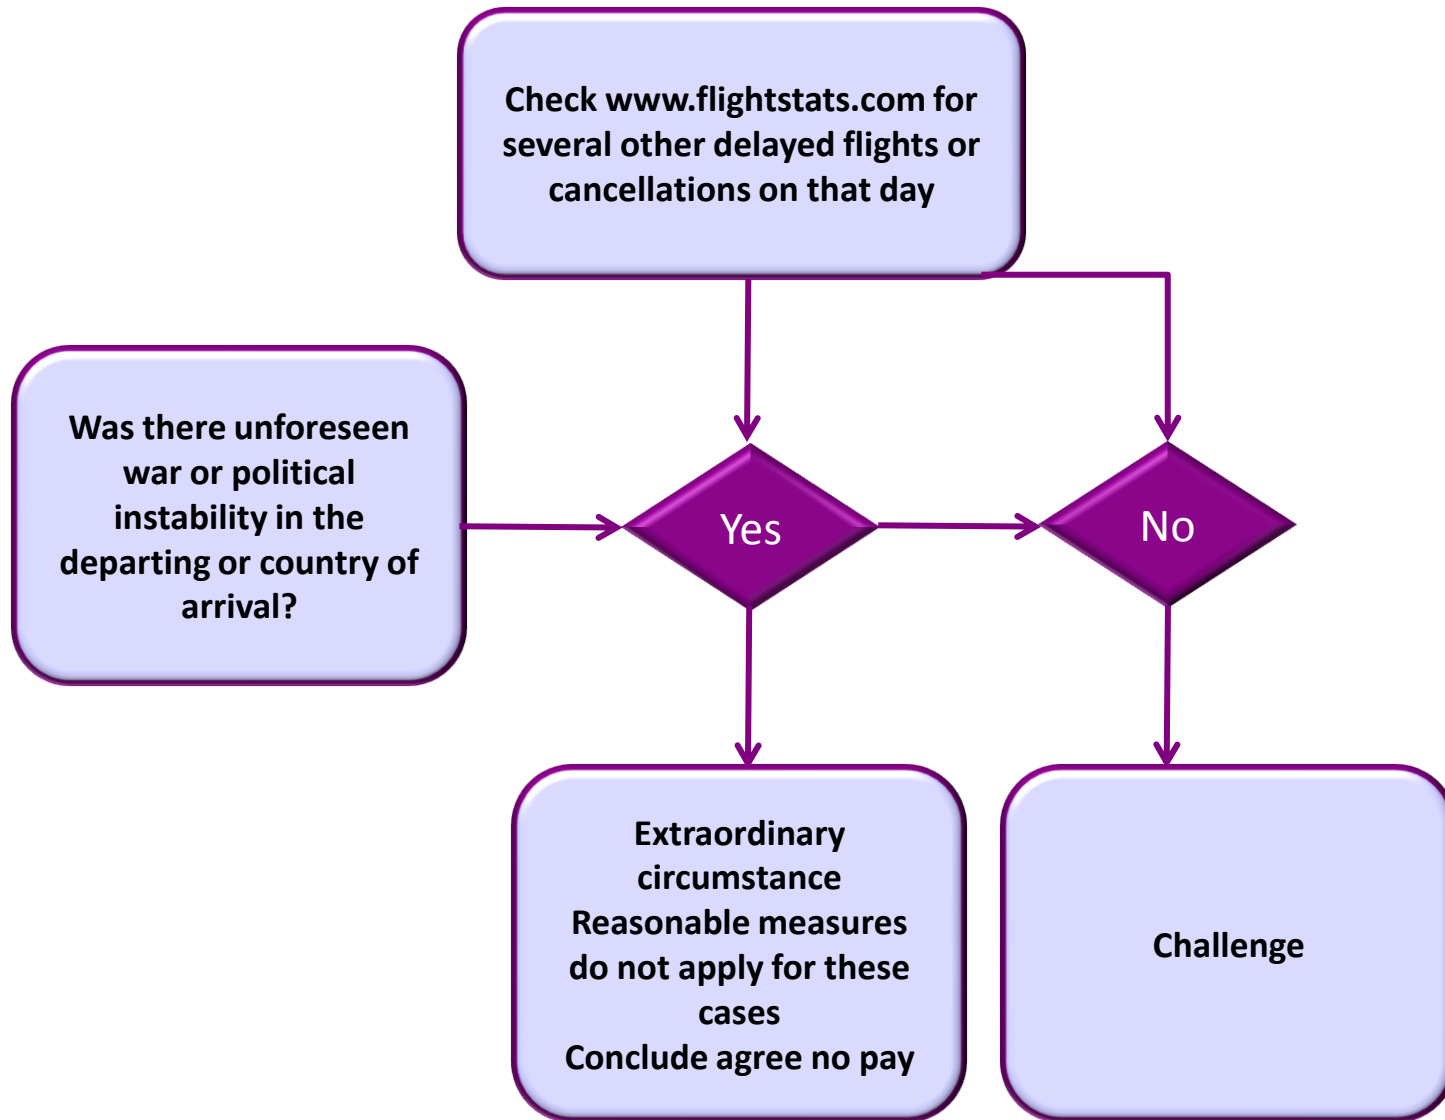 Check www.flightstats.com for
several other delayed flights or
cancellations on that day
Was there unforeseen
war or political
instability in the
departing or country of
arrival?
Yes
No
Extraordinary
circumstance
Reasonable measures
do not apply for these
cases
Conclude agree no pay
Challenge